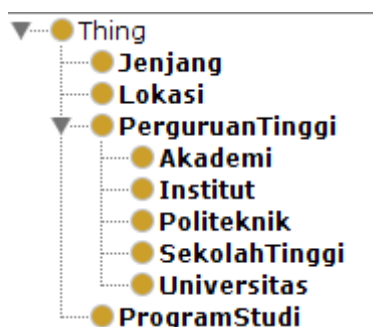 Thing
Jenjang
Lokasi
PerguruanTinggi
Akademi
Institut
Politeknik
SekolahTinggi
Universitas
ProgramStudi